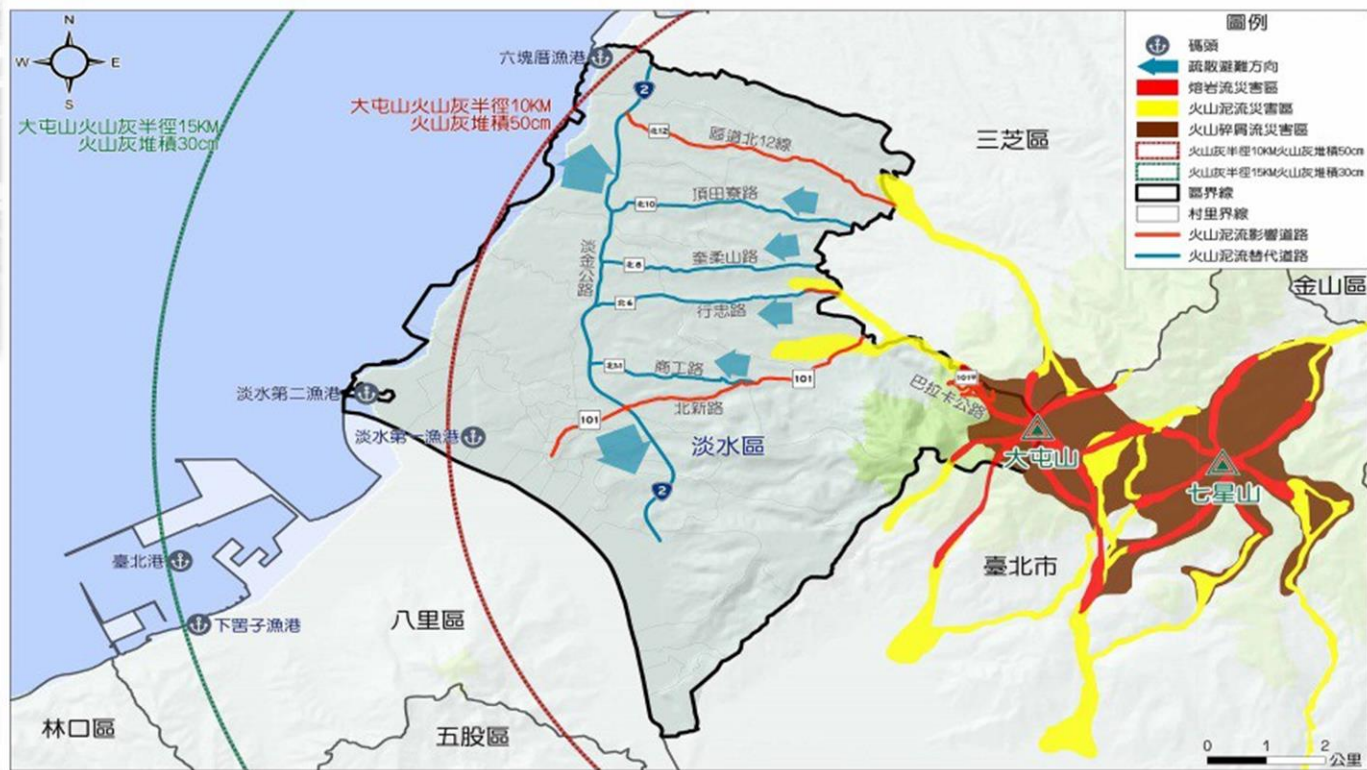 N
W
E
S
六塊厝漁港
大屯山火山灰半徑10KM
火山灰堆積50cm
大屯山火山灰半徑15KM
火山灰堆積30cm
圖例
碼頭
疏散避難方向
熔岩流災害區
火山泥流災害區
火山碎屑流災害區
火山灰半徑10KM火山灰堆積50cm
火山灰半徑15KM火山灰堆積30cm
區界線
村里界線
火山泥流影響道路
火山泥流替代道路
2
北12
區道北12線
三芝區
北10
頂田寮路
淡金公路
北8
奎柔山路
金山區
北6
行忠路
商工路
101
101甲
巴拉卡公路
淡水第二漁港
101
北新路
淡水第一漁港
淡水區
大屯山
七星山
2
臺北港
臺北市
下罟子漁港
八里區
林口區
五股區
0 1 2
公里